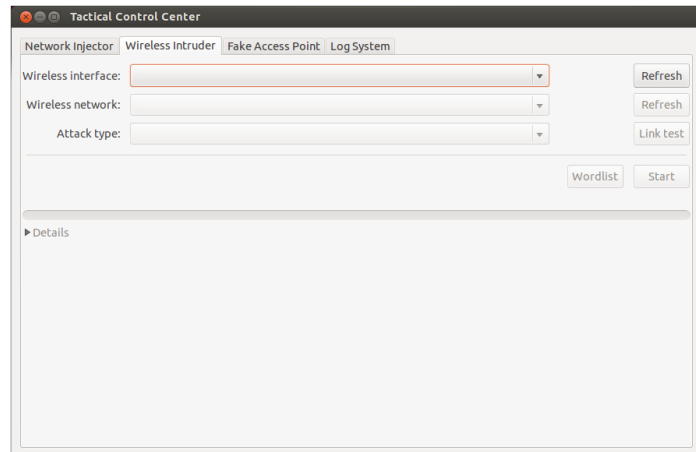 Tactical Control Center
Network Injector Wireless Intruder Fake Access Point Log System
Wireless interface: Refresh
Wireless network: Refresh
Attack type: Link test
Wordlist Start
Details